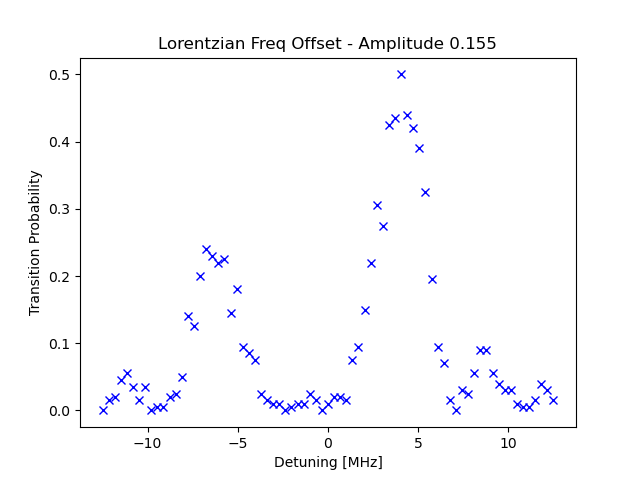 Lorentzian Freq Offset - Amplitude 0.155
Transition Probability
0.5
0.4
0.3
0.2
0.1
0.0
−10 −5 0 5 10
Detuning [MHz]